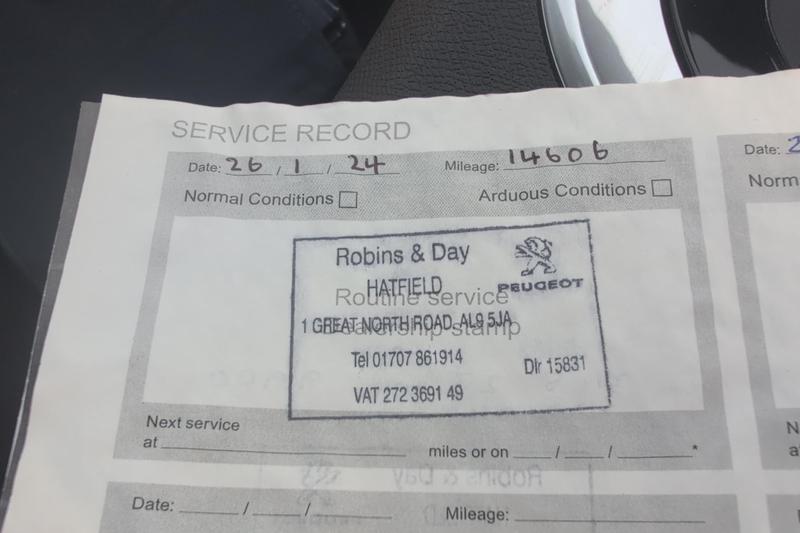 SERVICE RECORD
Date: 26 / 1 / 24 Mileage: 14606
Normal Conditions Arduous Conditions
Robins & Day
HATFIELD PEUGEOT
Routine service
1 GREAT NORTH ROAD, AL9 5JA
Dealership stamp
Tel 01707 861914 Dlr 15831
VAT 272 3691 49
Next service
at miles or on / / *
Date: / / Mileage:
Date: 2
Norm
N
a